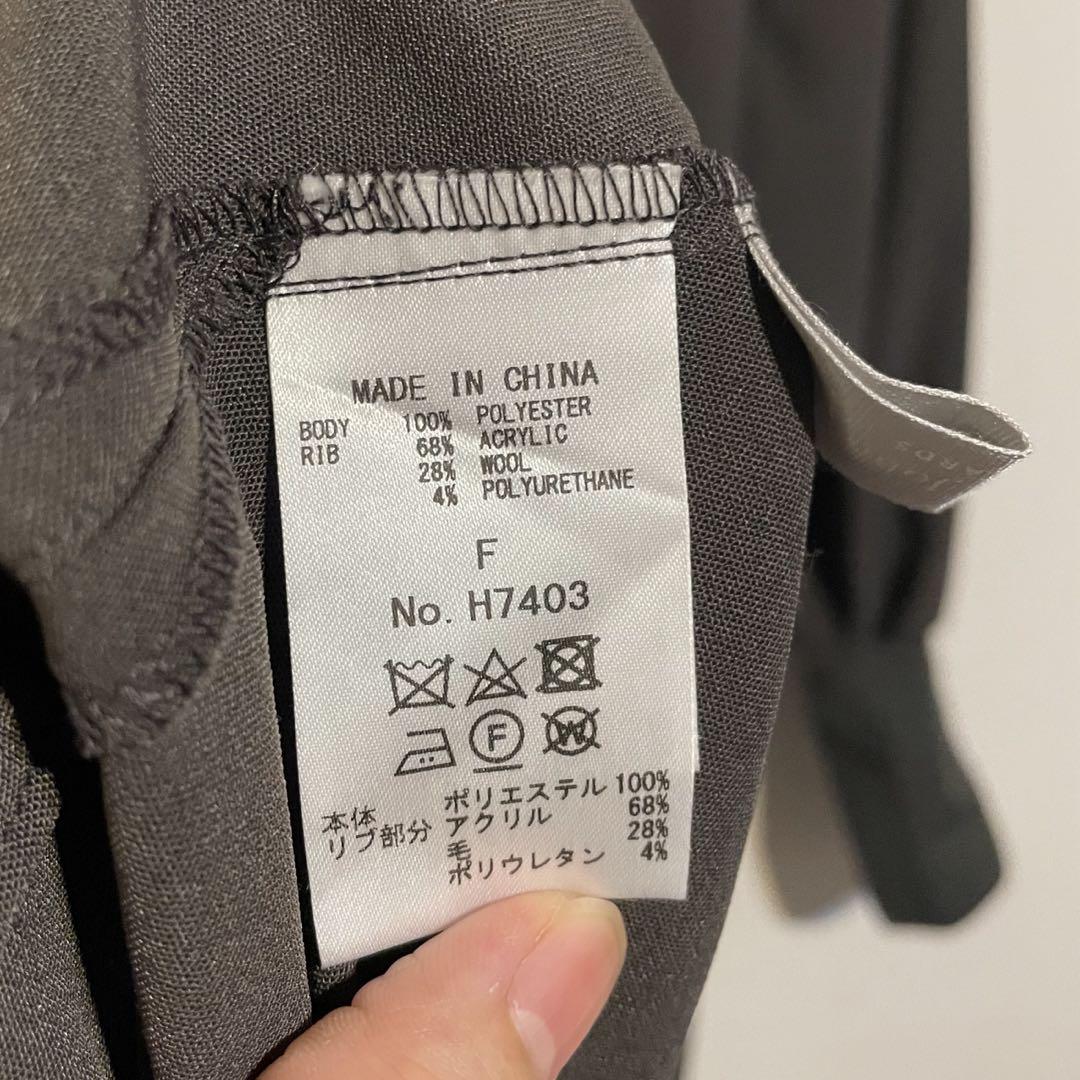 MADE IN CHINA
BODY 100% POLYESTER
RIB 68% ACRYLIC
28% WOOL
4% POLYURETHANE
F
No. H7403
F W
本体 ポリエステル 100%
リブ部分 アクリル 68%
毛 28%
ポリウレタン 4%